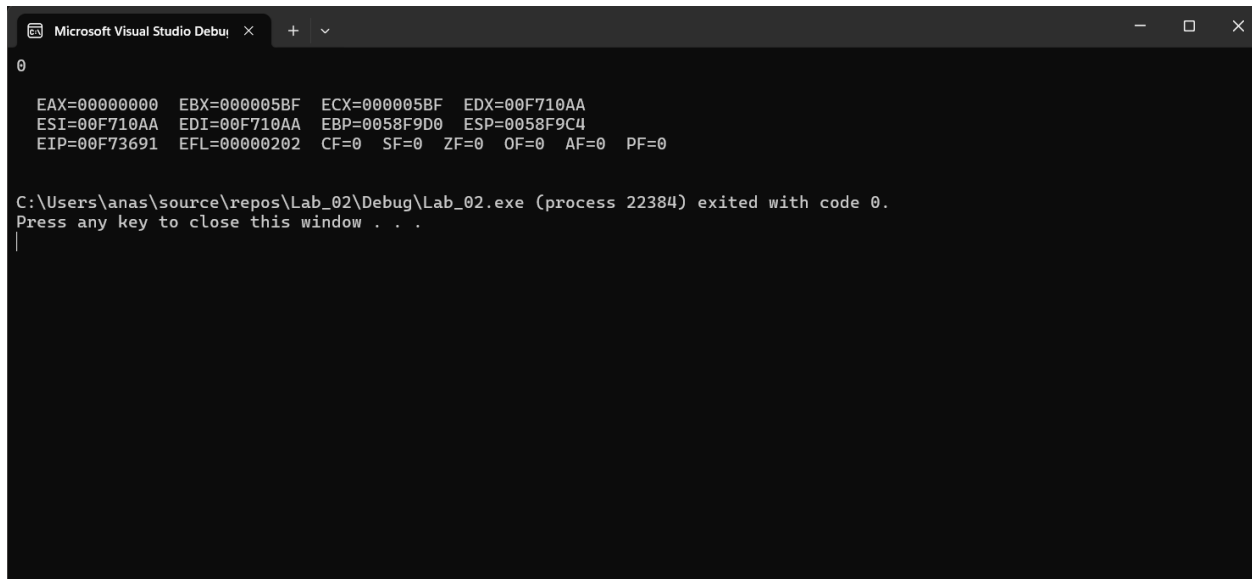 Microsoft Visual Studio Debug
0
EAX=00000000  EBX=000005BF  ECX=000005BF  EDX=00F710AA
ESI=00F710AA  EDI=00F710AA  EBP=0058F9D0  ESP=0058F9C4
EIP=00F73691  EFL=00000202  CF=0  SF=0  ZF=0  OF=0  AF=0  PF=0
C:\Users\anas\source\repos\Lab_02\Debug\Lab_02.exe (process 22384) exited with code 0.
Press any key to close this window . . .